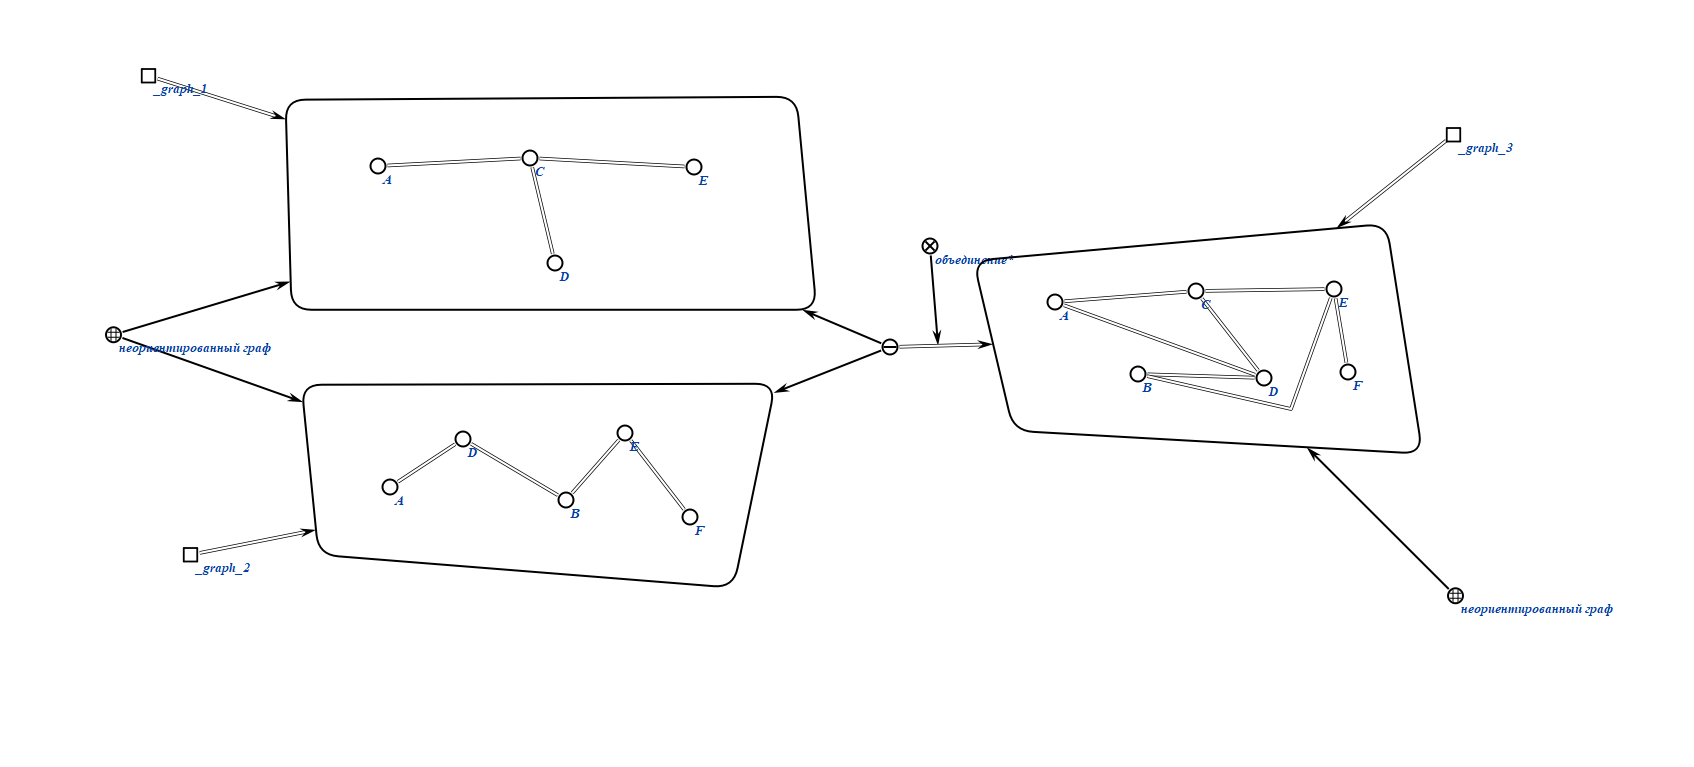 _graph_1
A
C
E
D
неориентированный граф
D
E
A
B
F
_graph_2
объединение*
_graph_3
A
C
E
B
D
F
неориентированный граф